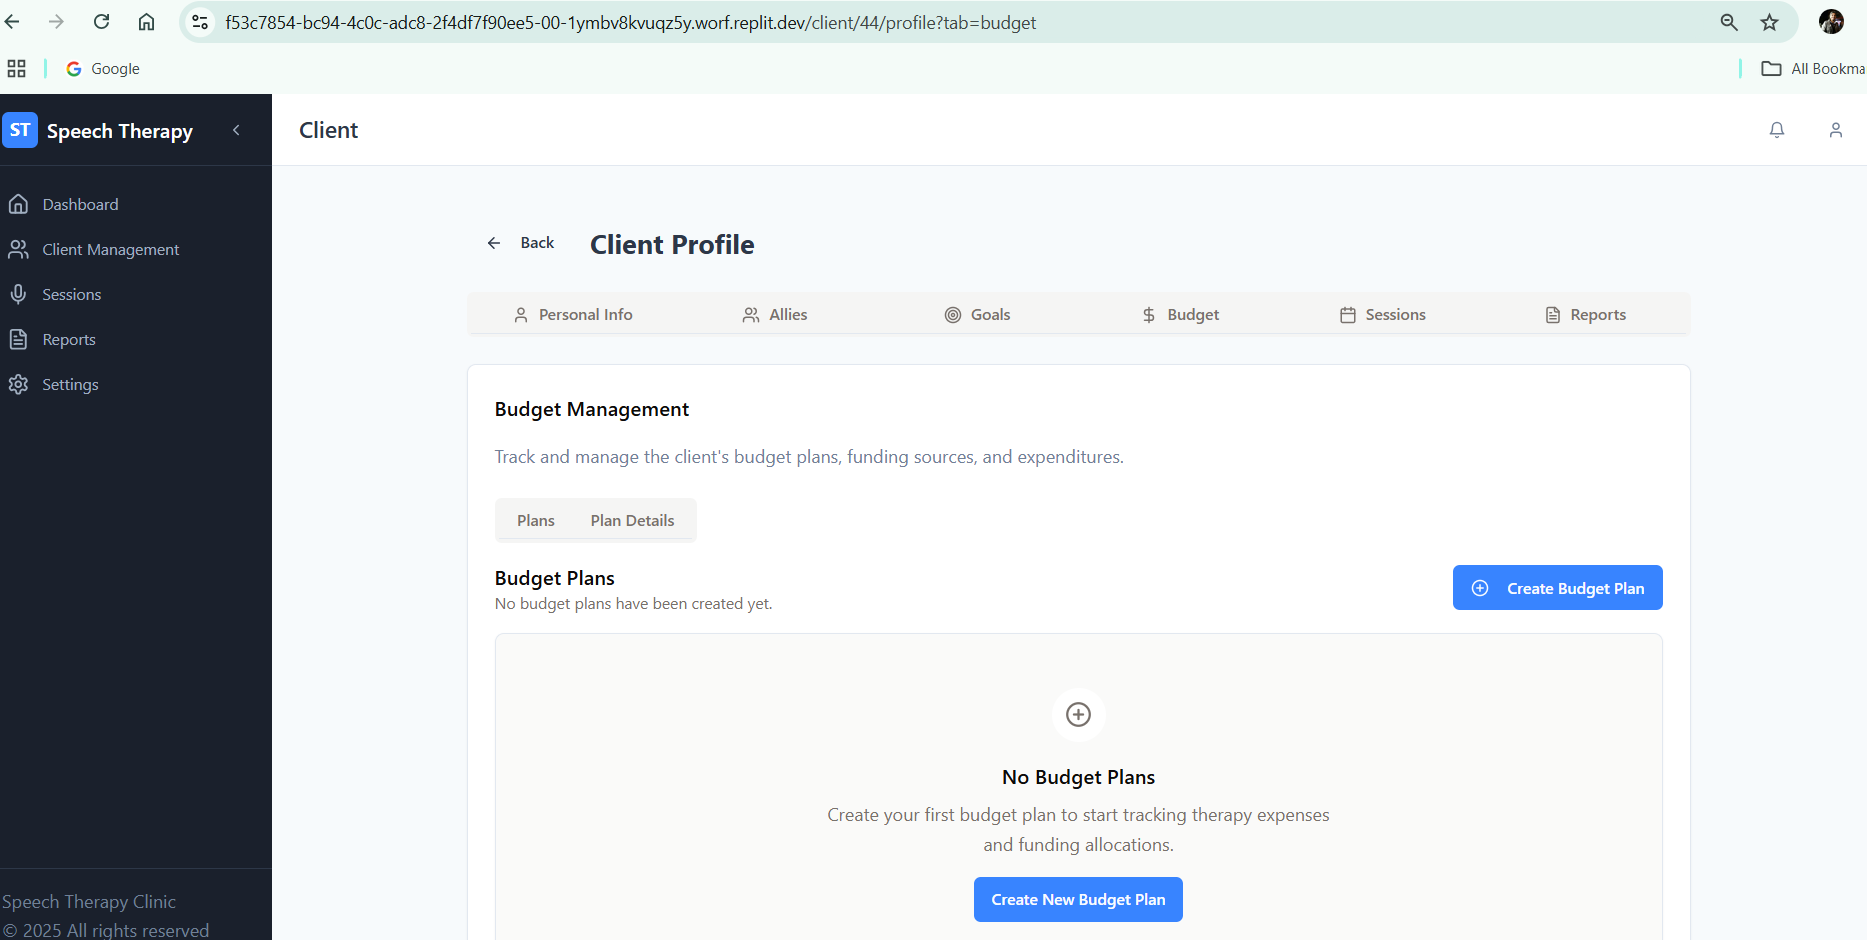 f53c7854-bc94-4c0c-adc8-2f4df7f90ee5-00-1ymbv8kvuqz5y.worf.replit.dev/client/44/profile?tab=budget
Google
All Bookma
ST Speech Therapy
Client
Dashboard
Client Management
Sessions
Reports
Settings
Back
Client Profile
Personal Info Allies Goals Budget Sessions Reports
Budget Management
Track and manage the client's budget plans, funding sources, and expenditures.
Plans Plan Details
Budget Plans
No budget plans have been created yet.
Create Budget Plan
No Budget Plans
Create your first budget plan to start tracking therapy expenses
and funding allocations.
Create New Budget Plan
Speech Therapy Clinic
© 2025 All rights reserved